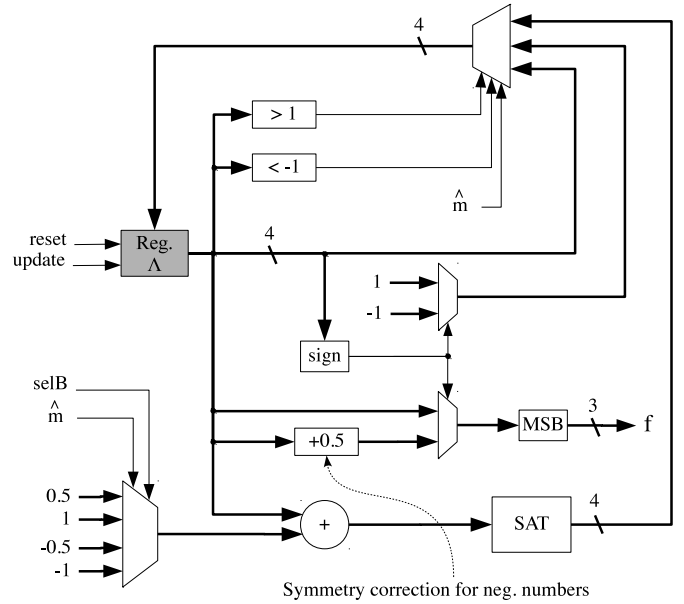 4
> 1
< -1
^
m
reset
update
Reg.
Λ
4
1
-1
sign
selB
^
m
+0.5
MSB
3
f
0.5
1
-0.5
-1
+
SAT
4
Symmetry correction for neg. numbers